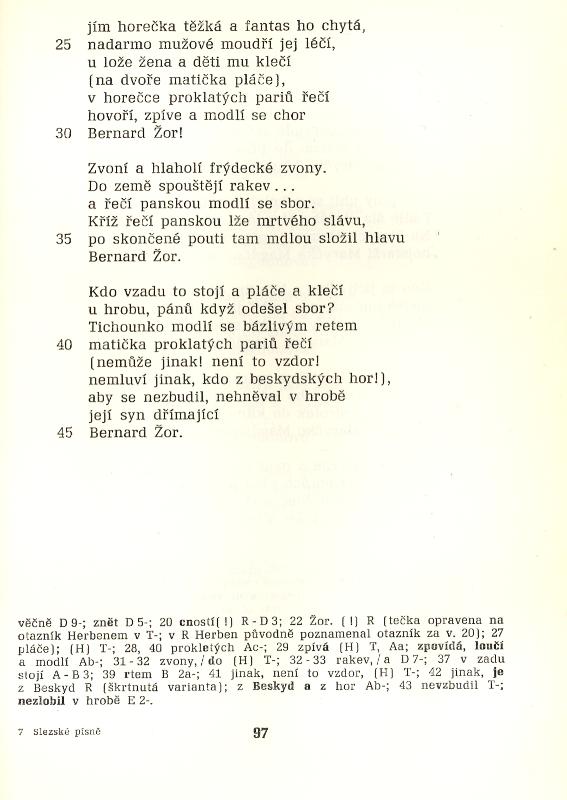 jím horečka těžká a fantas ho chytá,
25 nadarmo mužové moudří jej léčí,
u lože žena a děti mu klečí
(na dvoře matička pláče),
v horečce proklatých pariů řečí
hovoří, zpíve a modlí se chor
30 Bernard Žor!
Zvoní a hlaholí frýdecké zvony.
Do země spouštějí rakev...
a řečí panskou modlí se sbor.
Kříž řečí panskou lže mrtvého slávu,
35 po skončené pouti tam mdlou složil hlavu
Bernard Žor.
Kdo vzadu to stojí a pláče a klečí
u hrobu, pánů když odešel sbor?
Tichounko modlí se bázlivým retem
40 matička proklatých pariů řečí
(nemůže jinak! není to vzdor!
nemluví jinak, kdo z beskydských hor!),
aby se nezbudil, nehněval v hrobě
její syn dřímající
45 Bernard Žor.
věčně D 9-; znět D 5-; 20 cností(!) R-D 3; 22 Žor. (!) R (tečka opravena na
otazník Herbenem v T-; v R Herben původně poznamenal otazník za v. 20); 27
pláče); (H) T-; 28, 40 prokletých Ac-; 29 zpívá (H) T, Aa; zpovídá, loučí
a modlí Ab-; 31-32 zvony,/do (H) T-; 32-33 rakev,/a D 7-; 37 v zadu
stojí A-B 3; 39 rtem B 2a-; 41 jinak, není to vzdor, (H) T-; 42 jinak, je
z Beskyd R (škrtnutá varianta); z Beskyd a z hor Ab-; 43 nevzbudil T-;
nezlobil v hrobě E 2-.
7 Slezské písně 97